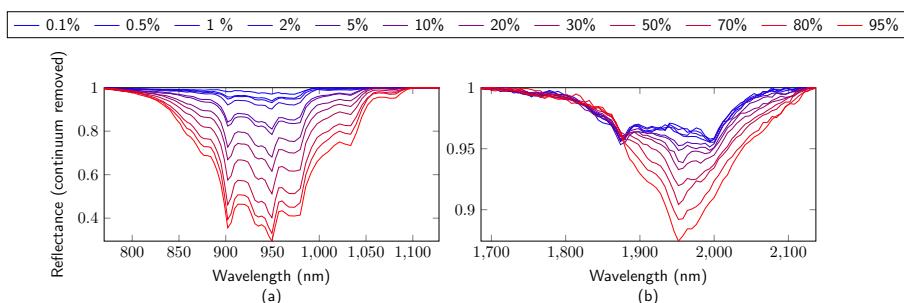 0.1% 0.5% 1 % 2% 5% 10% 20% 30% 50% 70% 80% 95%
Reflectance (continuum removed)
1
0.8
0.6
0.4
800 850 900 950 1,000 1,050 1,100
Wavelength (nm)
(a)
1
0.95
0.9
1,700 1,800 1,900 2,000 2,100
Wavelength (nm)
(b)